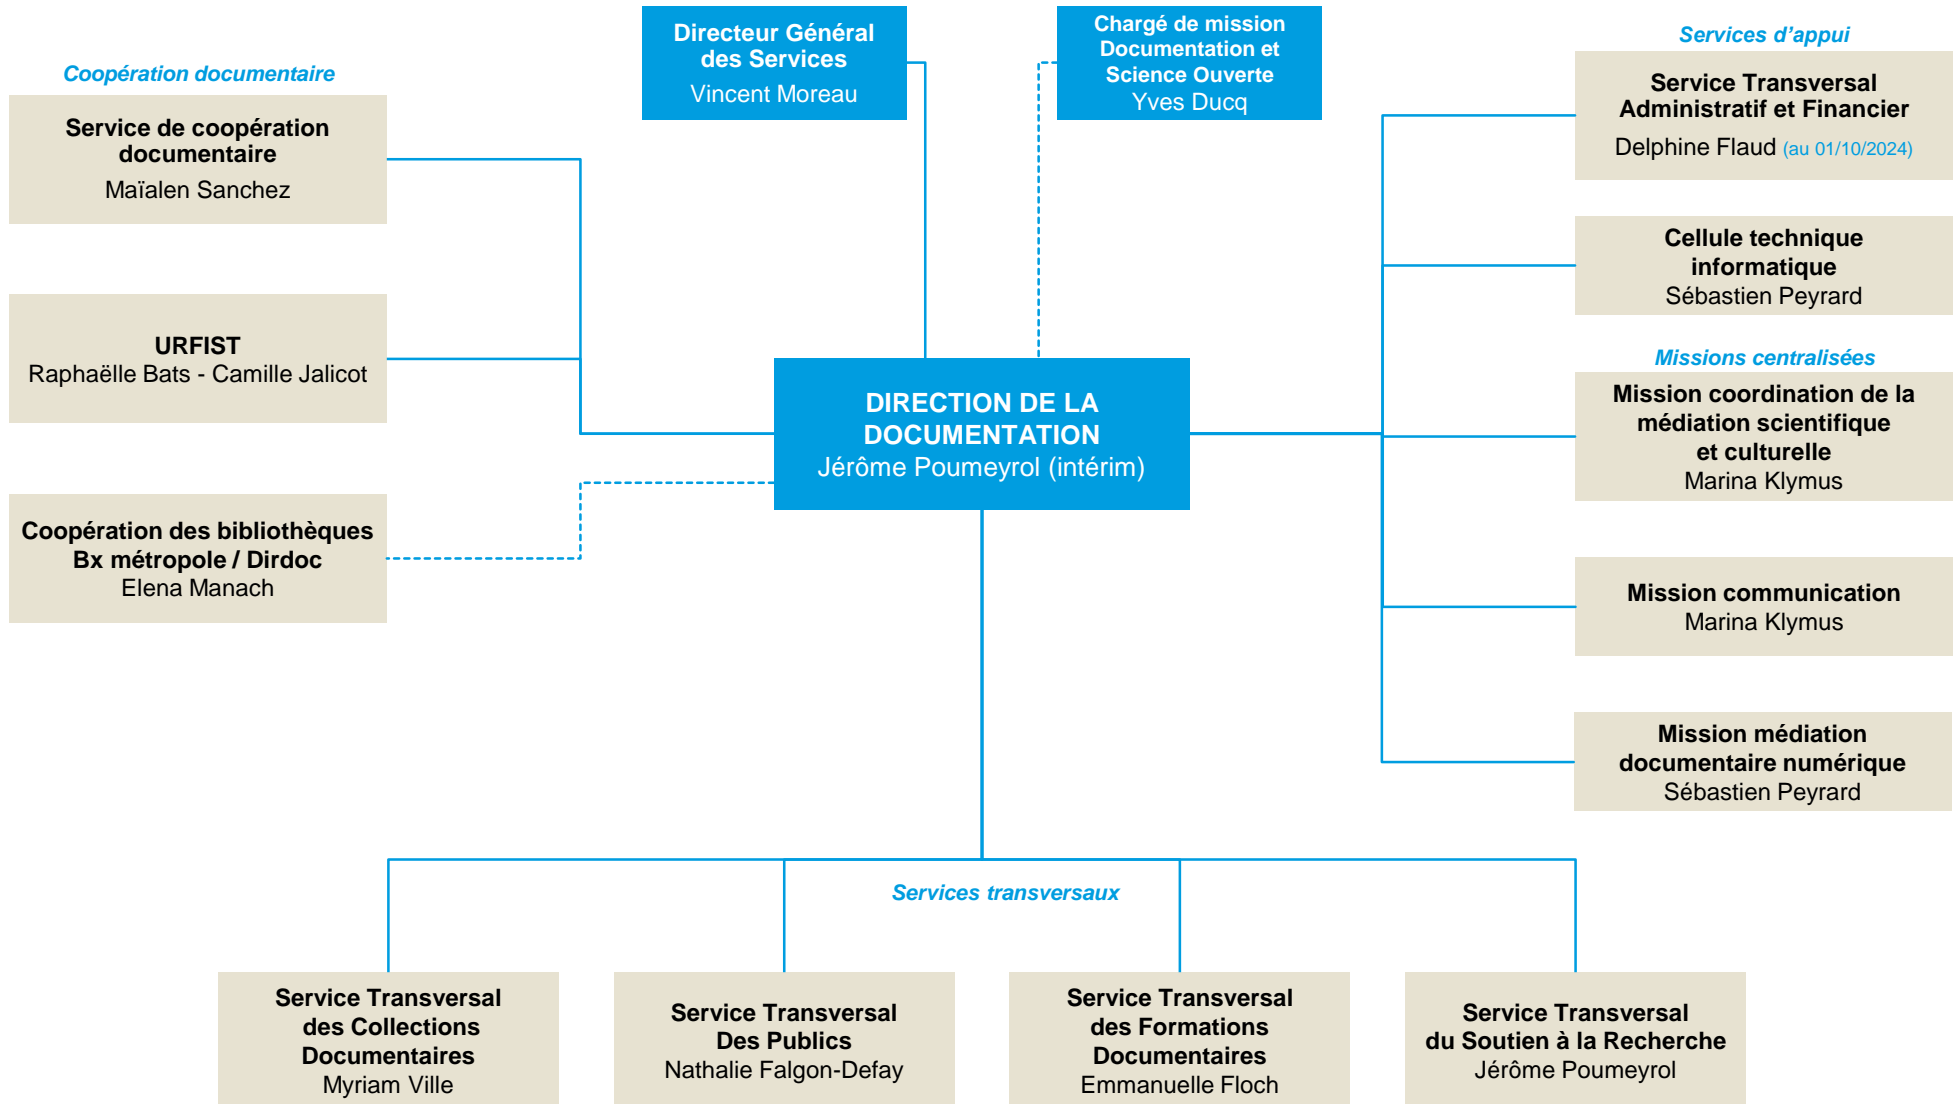 Directeur Général
des Services
Vincent Moreau
Chargé de mission
Documentation et
Science Ouverte
Yves Ducq
Coopération documentaire
Service de coopération
documentaire
Maïalen Sanchez
URFIST
Raphaëlle Bats - Camille Jalicot
Coopération des bibliothèques
Bx métropole / Dirdoc
Elena Manach
DIRECTION DE LA
DOCUMENTATION
Jérôme Poumeyrol (intérim)
Services d’appui
Service Transversal
Administratif et Financier
Delphine Flaud (au 01/10/2024)
Cellule technique
informatique
Sébastien Peyrard
Missions centralisées
Mission coordination de la
médiation scientifique
et culturelle
Marina Klymus
Mission communication
Marina Klymus
Mission médiation
documentaire numérique
Sébastien Peyrard
Services transversaux
Service Transversal
des Collections
Documentaires
Myriam Ville
Service Transversal
Des Publics
Nathalie Falgon-Defay
Service Transversal
des Formations
Documentaires
Emmanuelle Floch
Service Transversal
du Soutien à la Recherche
Jérôme Poumeyrol